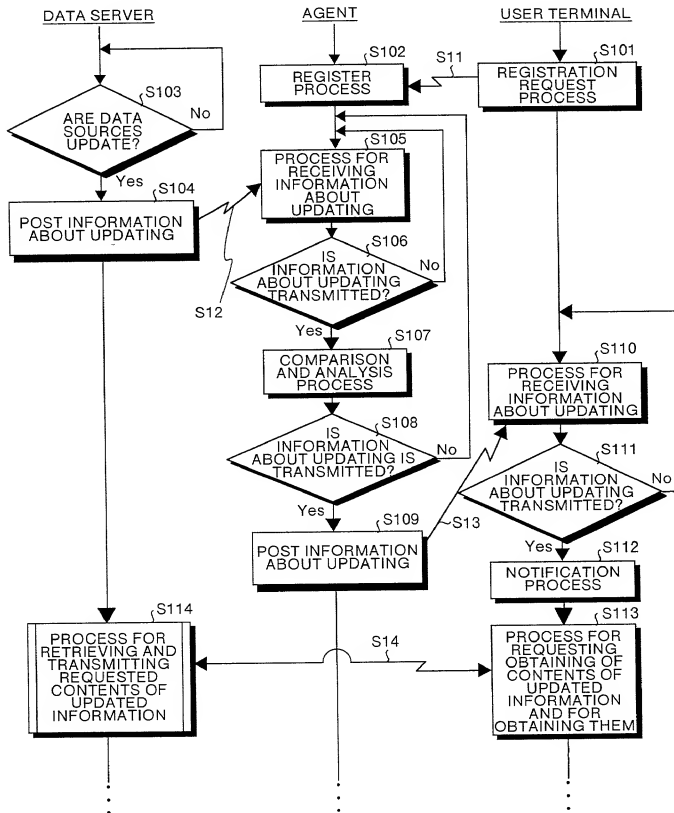 DATA SERVER
AGENT
USER TERMINAL
S102
REGISTER
PROCESS
S11
S101
REGISTRATION
REQUEST
PROCESS
S103
ARE DATA
SOURCES
UPDATE?
No
Yes
S104
POST INFORMATION
ABOUT UPDATING
S105
PROCESS FOR
RECEIVING
INFORMATION
ABOUT
UPDATING
S12
S106
IS
INFORMATION
ABOUT UPDATING
TRANSMITTED?
No
Yes
S107
COMPARISON
AND ANALYSIS
PROCESS
S108
IS
INFORMATION
ABOUT UPDATING IS
TRANSMITTED?
No
Yes
S109
POST INFORMATION
ABOUT UPDATING
S13
S110
PROCESS FOR
RECEIVING
INFORMATION
ABOUT UPDATING
S111
IS
INFORMATION
ABOUT UPDATING
TRANSMITTED?
No
Yes
S112
NOTIFICATION
PROCESS
S113
PROCESS FOR
REQUESTING
OBTAINING OF
CONTENTS OF
UPDATED
INFORMATION
AND FOR
OBTAINING THEM
S14
S114
PROCESS FOR
RETRIEVING AND
TRANSMITTING
REQUESTED
CONTENTS OF
UPDATED
INFORMATION